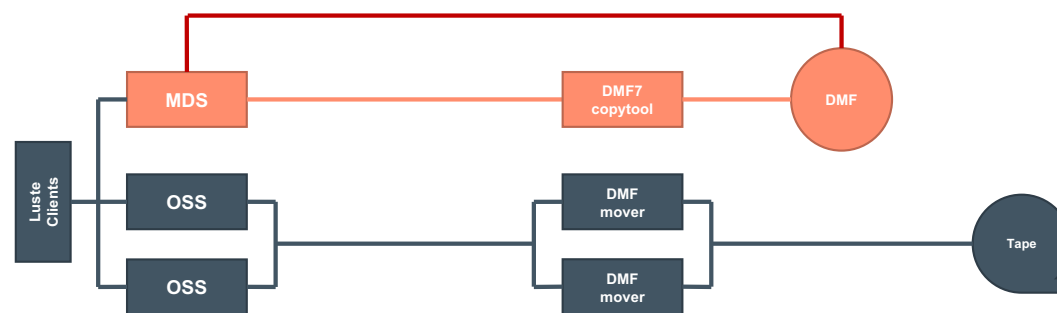 MDS
DMF7
copytool
DMF
Luste
Clients
OSS
DMF
mover
Tape
OSS
DMF
mover